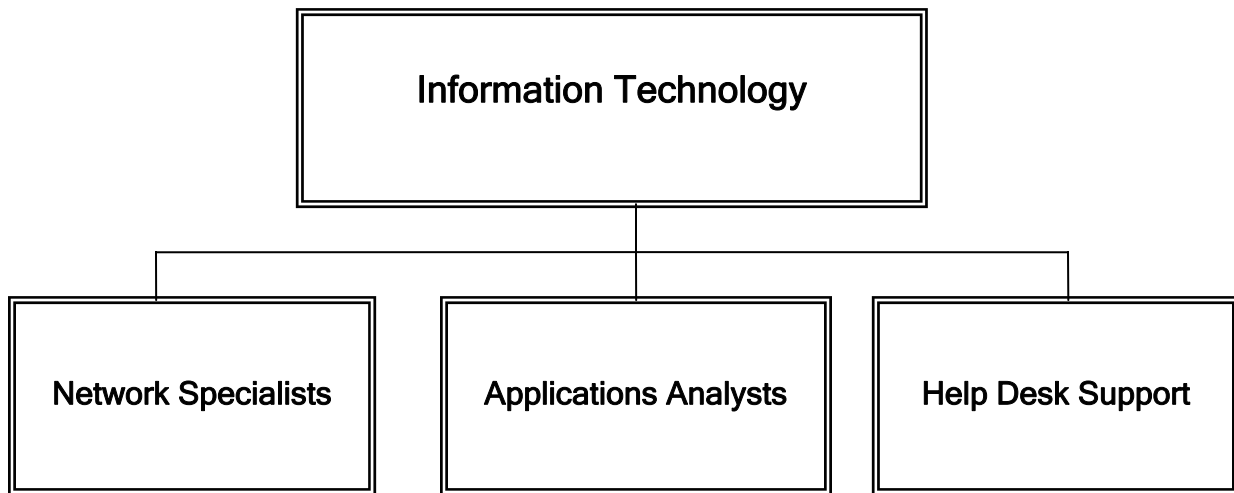 Information Technology
Network Specialists
Applications Analysts
Help Desk Support